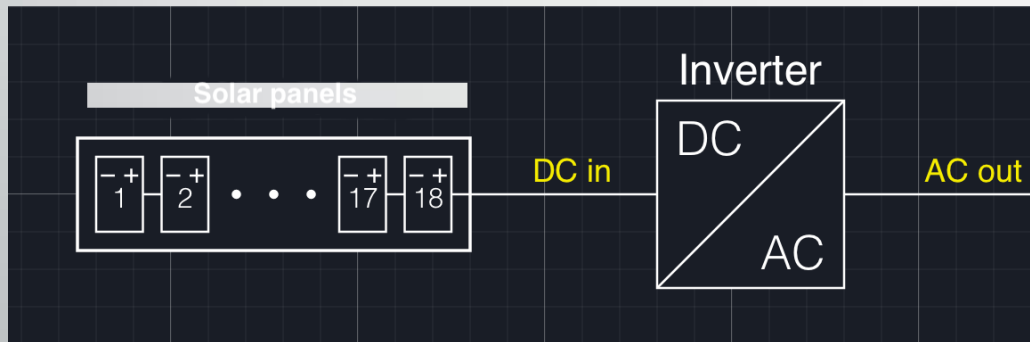 Solar panels
Inverter
- + 1
- + 2
- + 17
- + 18
DC in
DC
AC
AC out